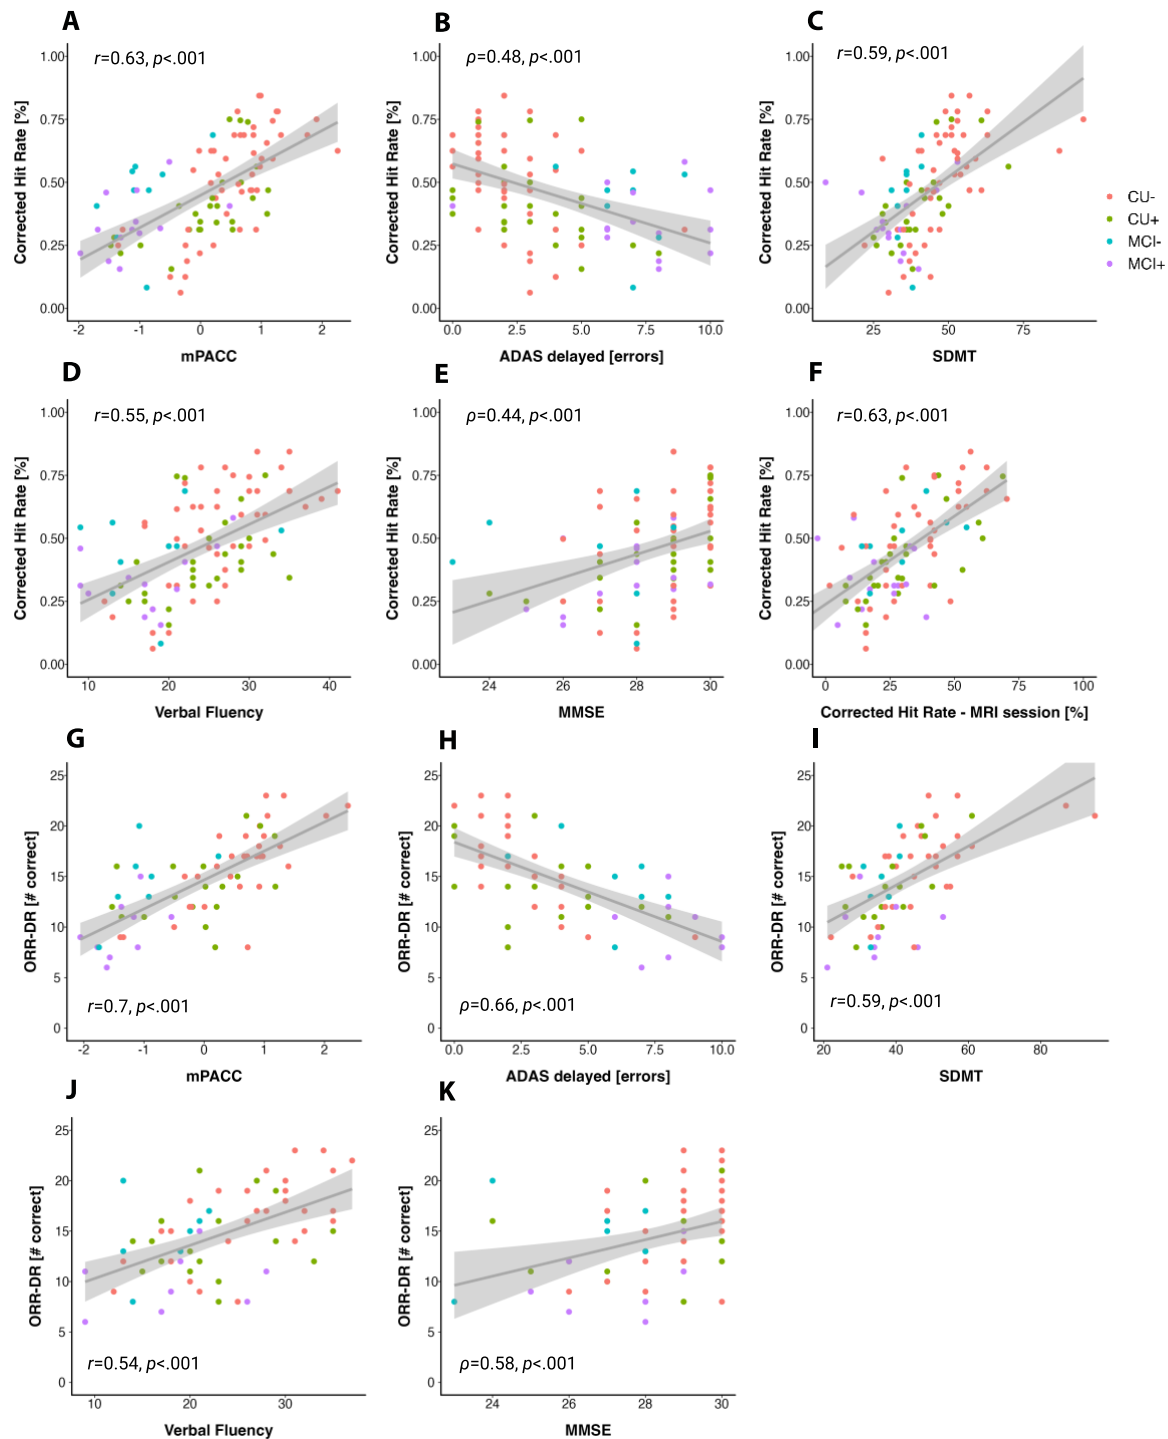 A
B
C
r=0.63, p<.001
ρ=0.48, p<.001
r=0.59, p<.001
Corrected Hit Rate [%]
1.00
0.75
0.50
0.25
0.00
-2 -1 0 1 2
mPACC
Corrected Hit Rate [%]
1.00
0.75
0.50
0.25
0.00
0.0 2.5 5.0 7.5 10.0
ADAS delayed [errors]
Corrected Hit Rate [%]
1.00
0.75
0.50
0.25
0.00
25 50 75
SDMT
CU-
CU+
MCI-
MCI+
D
E
F
r=0.55, p<.001
ρ=0.44, p<.001
r=0.63, p<.001
Corrected Hit Rate [%]
1.00
0.75
0.50
0.25
0.00
10 20 30 40
Verbal Fluency
Corrected Hit Rate [%]
1.00
0.75
0.50
0.25
0.00
24 26 28 30
MMSE
Corrected Hit Rate [%]
1.00
0.75
0.50
0.25
0.00
0 25 50 75 100
Corrected Hit Rate - MRI session [%]
G
H
I
ORR-DR [# correct]
25
20
15
10
5
0
r=0.7, p<.001
-2 -1 0 1 2
mPACC
ORR-DR [# correct]
25
20
15
10
5
0
ρ=0.66, p<.001
0.0 2.5 5.0 7.5 10.0
ADAS delayed [errors]
ORR-DR [# correct]
25
20
15
10
5
0
r=0.59, p<.001
20 40 60 80
SDMT
J
K
ORR-DR [# correct]
25
20
15
10
5
0
r=0.54, p<.001
10 20 30
Verbal Fluency
ORR-DR [# correct]
25
20
15
10
5
0
ρ=0.58, p<.001
24 26 28 30
MMSE